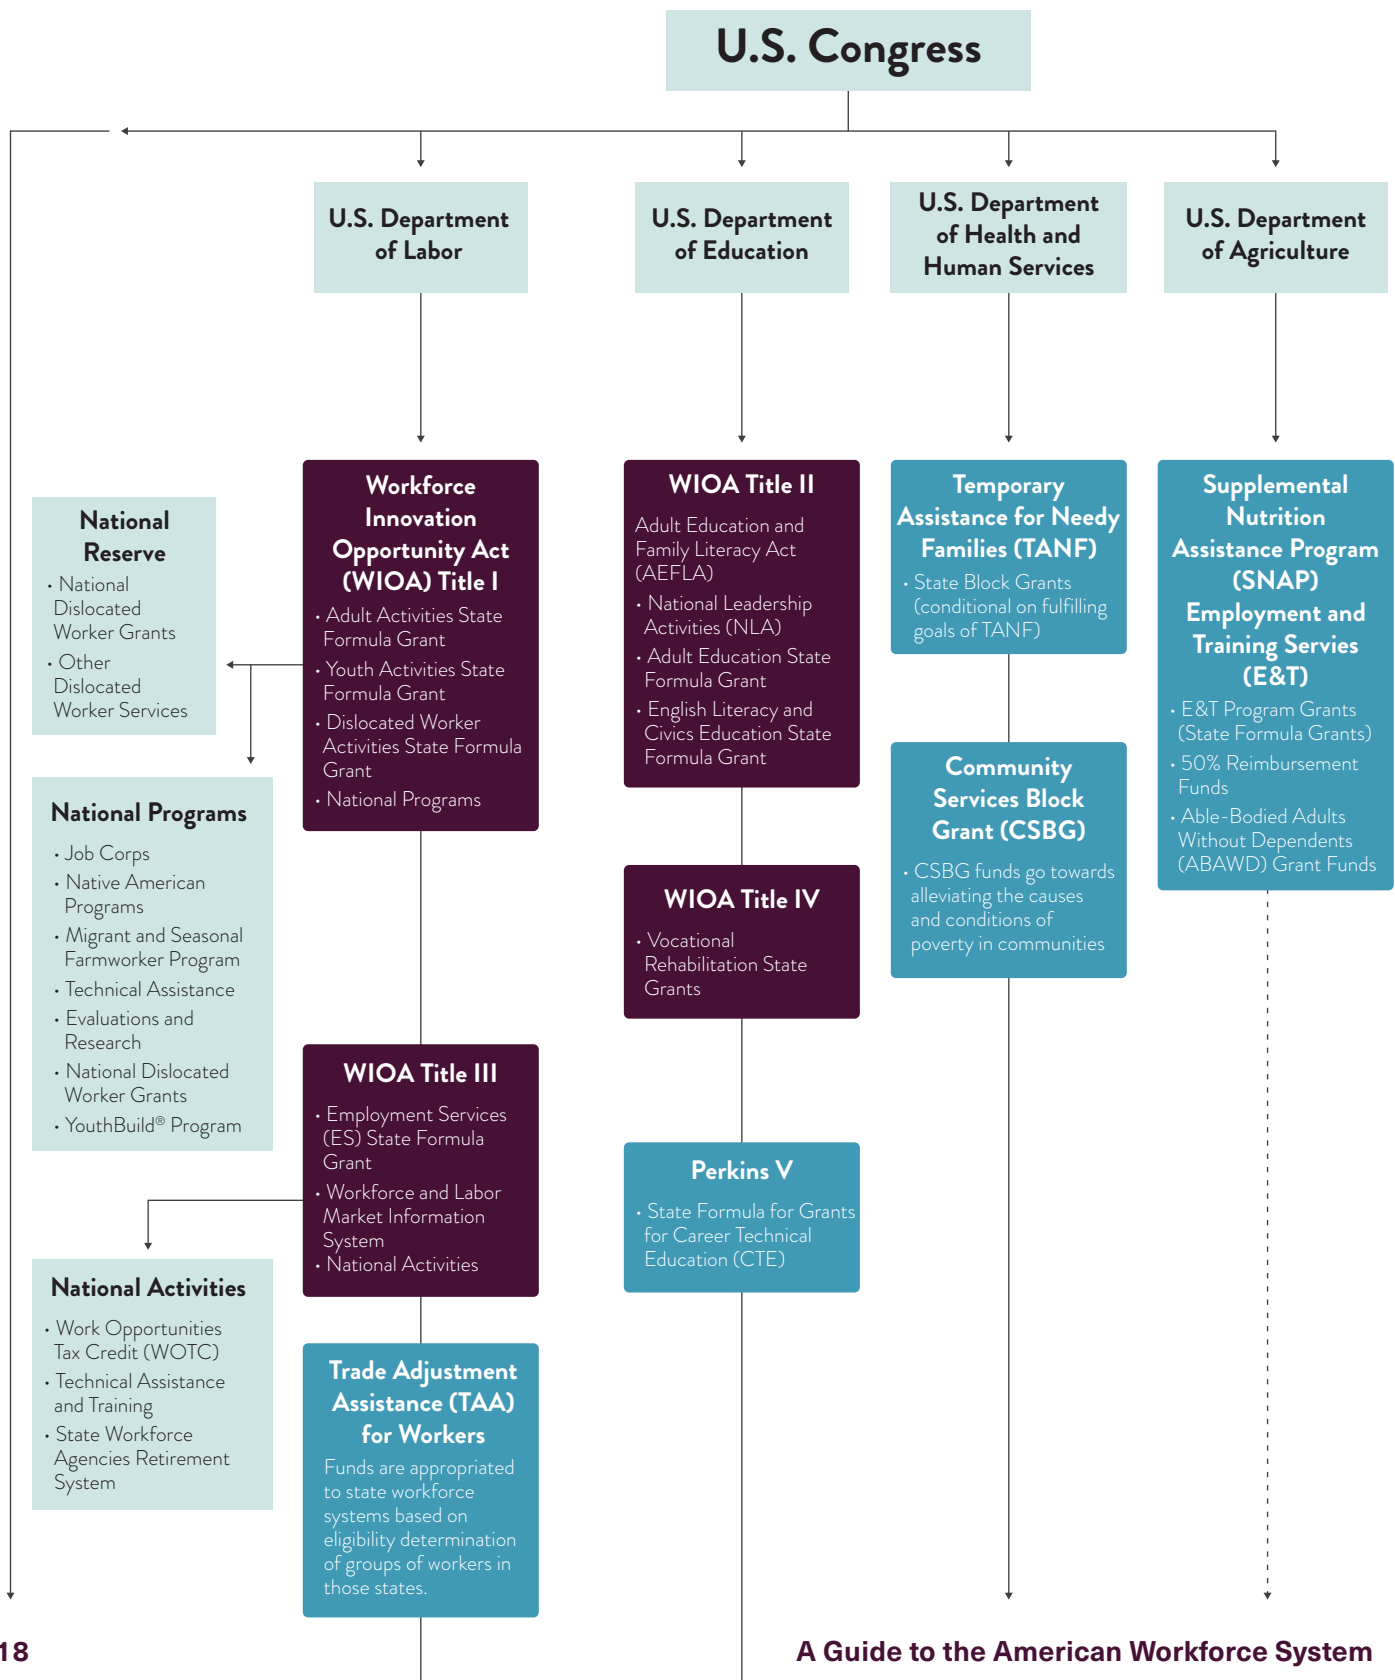 U.S. Congress
U.S. Department
of Labor
U.S. Department
of Education
U.S. Department
of Health and
Human Services
U.S. Department
of Agriculture
National
Reserve
• National
Dislocated
Worker Grants
• Other
Dislocated
Worker Services
National Programs
• Job Corps
• Native American
Programs
• Migrant and Seasonal
Farmworker Program
• Technical Assistance
• Evaluations and
Research
• National Dislocated
Worker Grants
• YouthBuild® Program
National Activities
• Work Opportunities
Tax Credit (WOTC)
• Technical Assistance
and Training
• State Workforce
Agencies Retirement
System
Workforce
Innovation
Opportunity Act
(WIOA) Title I
• Adult Activities State
Formula Grant
• Youth Activities State
Formula Grant
• Dislocated Worker
Activities State Formula
Grant
• National Programs
WIOA Title III
• Employment Services
(ES) State Formula
Grant
• Workforce and Labor
Market Information
System
• National Activities
Trade Adjustment
Assistance (TAA)
for Workers
Funds are appropriated
to state workforce
systems based on
eligibility determination
of groups of workers in
those states.
WIOA Title II
Adult Education and
Family Literacy Act
(AEFLA)
• National Leadership
Activities (NLA)
• Adult Education State
Formula Grant
• English Literacy and
Civics Education State
Formula Grant
WIOA Title IV
• Vocational
Rehabilitation State
Grants
Perkins V
• State Formula for Grants
for Career Technical
Education (CTE)
Temporary
Assistance for Needy
Families (TANF)
• State Block Grants
(conditional on fulfilling
goals of TANF)
Community
Services Block
Grant (CSBG)
• CSBG funds go towards
alleviating the causes
and conditions of
poverty in communities
Supplemental
Nutrition
Assistance Program
(SNAP)
Employment and
Training Servies
(E&T)
• E&T Program Grants
(State Formula Grants)
• 50% Reimbursement
Funds
• Able-Bodied Adults
Without Dependents
(ABAWD) Grant Funds
18
A Guide to the American Workforce System